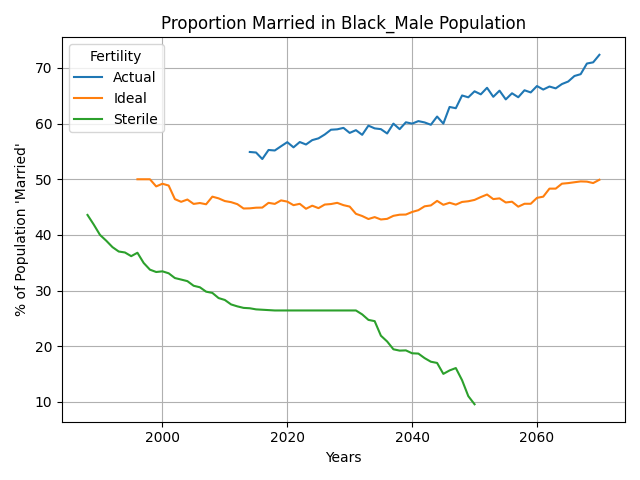 Proportion Married in Black_Male Population
Fertility
Actual
Ideal
Sterile
% of Population 'Married'
70
60
50
40
30
20
10
2000
2020
2040
2060
Years